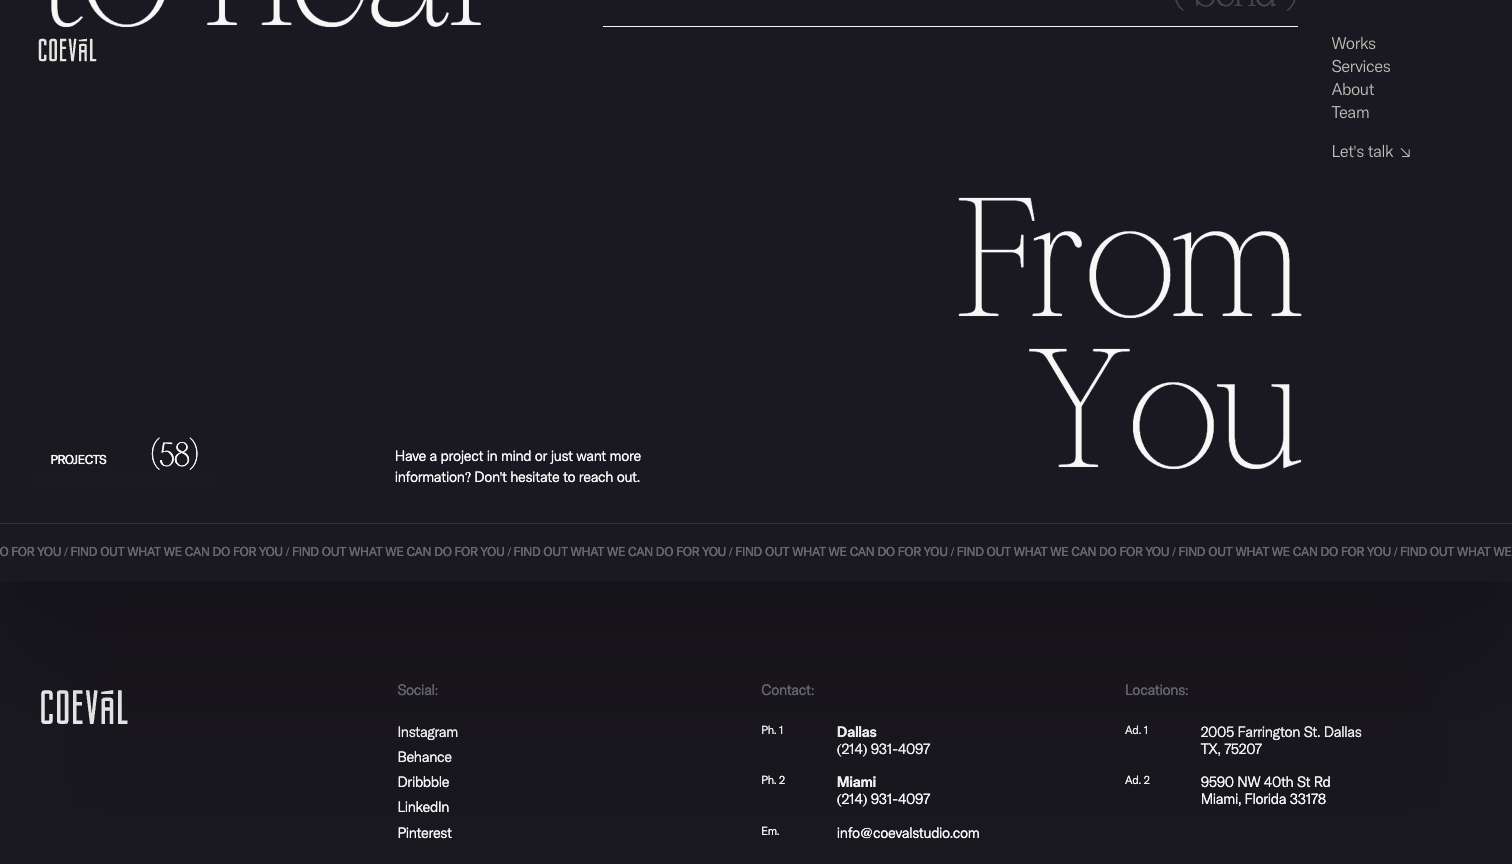 to hear
( Send )
COEVáL
Works
Services
About
Team
Let's talk ↘
From
You
PROJECTS (58)
Have a project in mind or just want more
information? Don't hesitate to reach out.
O FOR YOU / FIND OUT WHAT WE CAN DO FOR YOU / FIND OUT WHAT WE CAN DO FOR YOU / FIND OUT WHAT WE CAN DO FOR YOU / FIND OUT WHAT WE CAN DO FOR YOU / FIND OUT WHAT WE CAN DO FOR YOU / FIND OUT WHAT WE CAN DO FOR YOU / FIND OUT WHAT WE
COEVáL
Social:
Instagram
Behance
Dribbble
LinkedIn
Pinterest
Contact:
Ph. 1 Dallas
(214) 931-4097
Ph. 2 Miami
(214) 931-4097
Em. info@coevalstudio.com
Locations:
Ad. 1 2005 Farrington St. Dallas
TX, 75207
Ad. 2 9590 NW 40th St Rd
Miami, Florida 33178